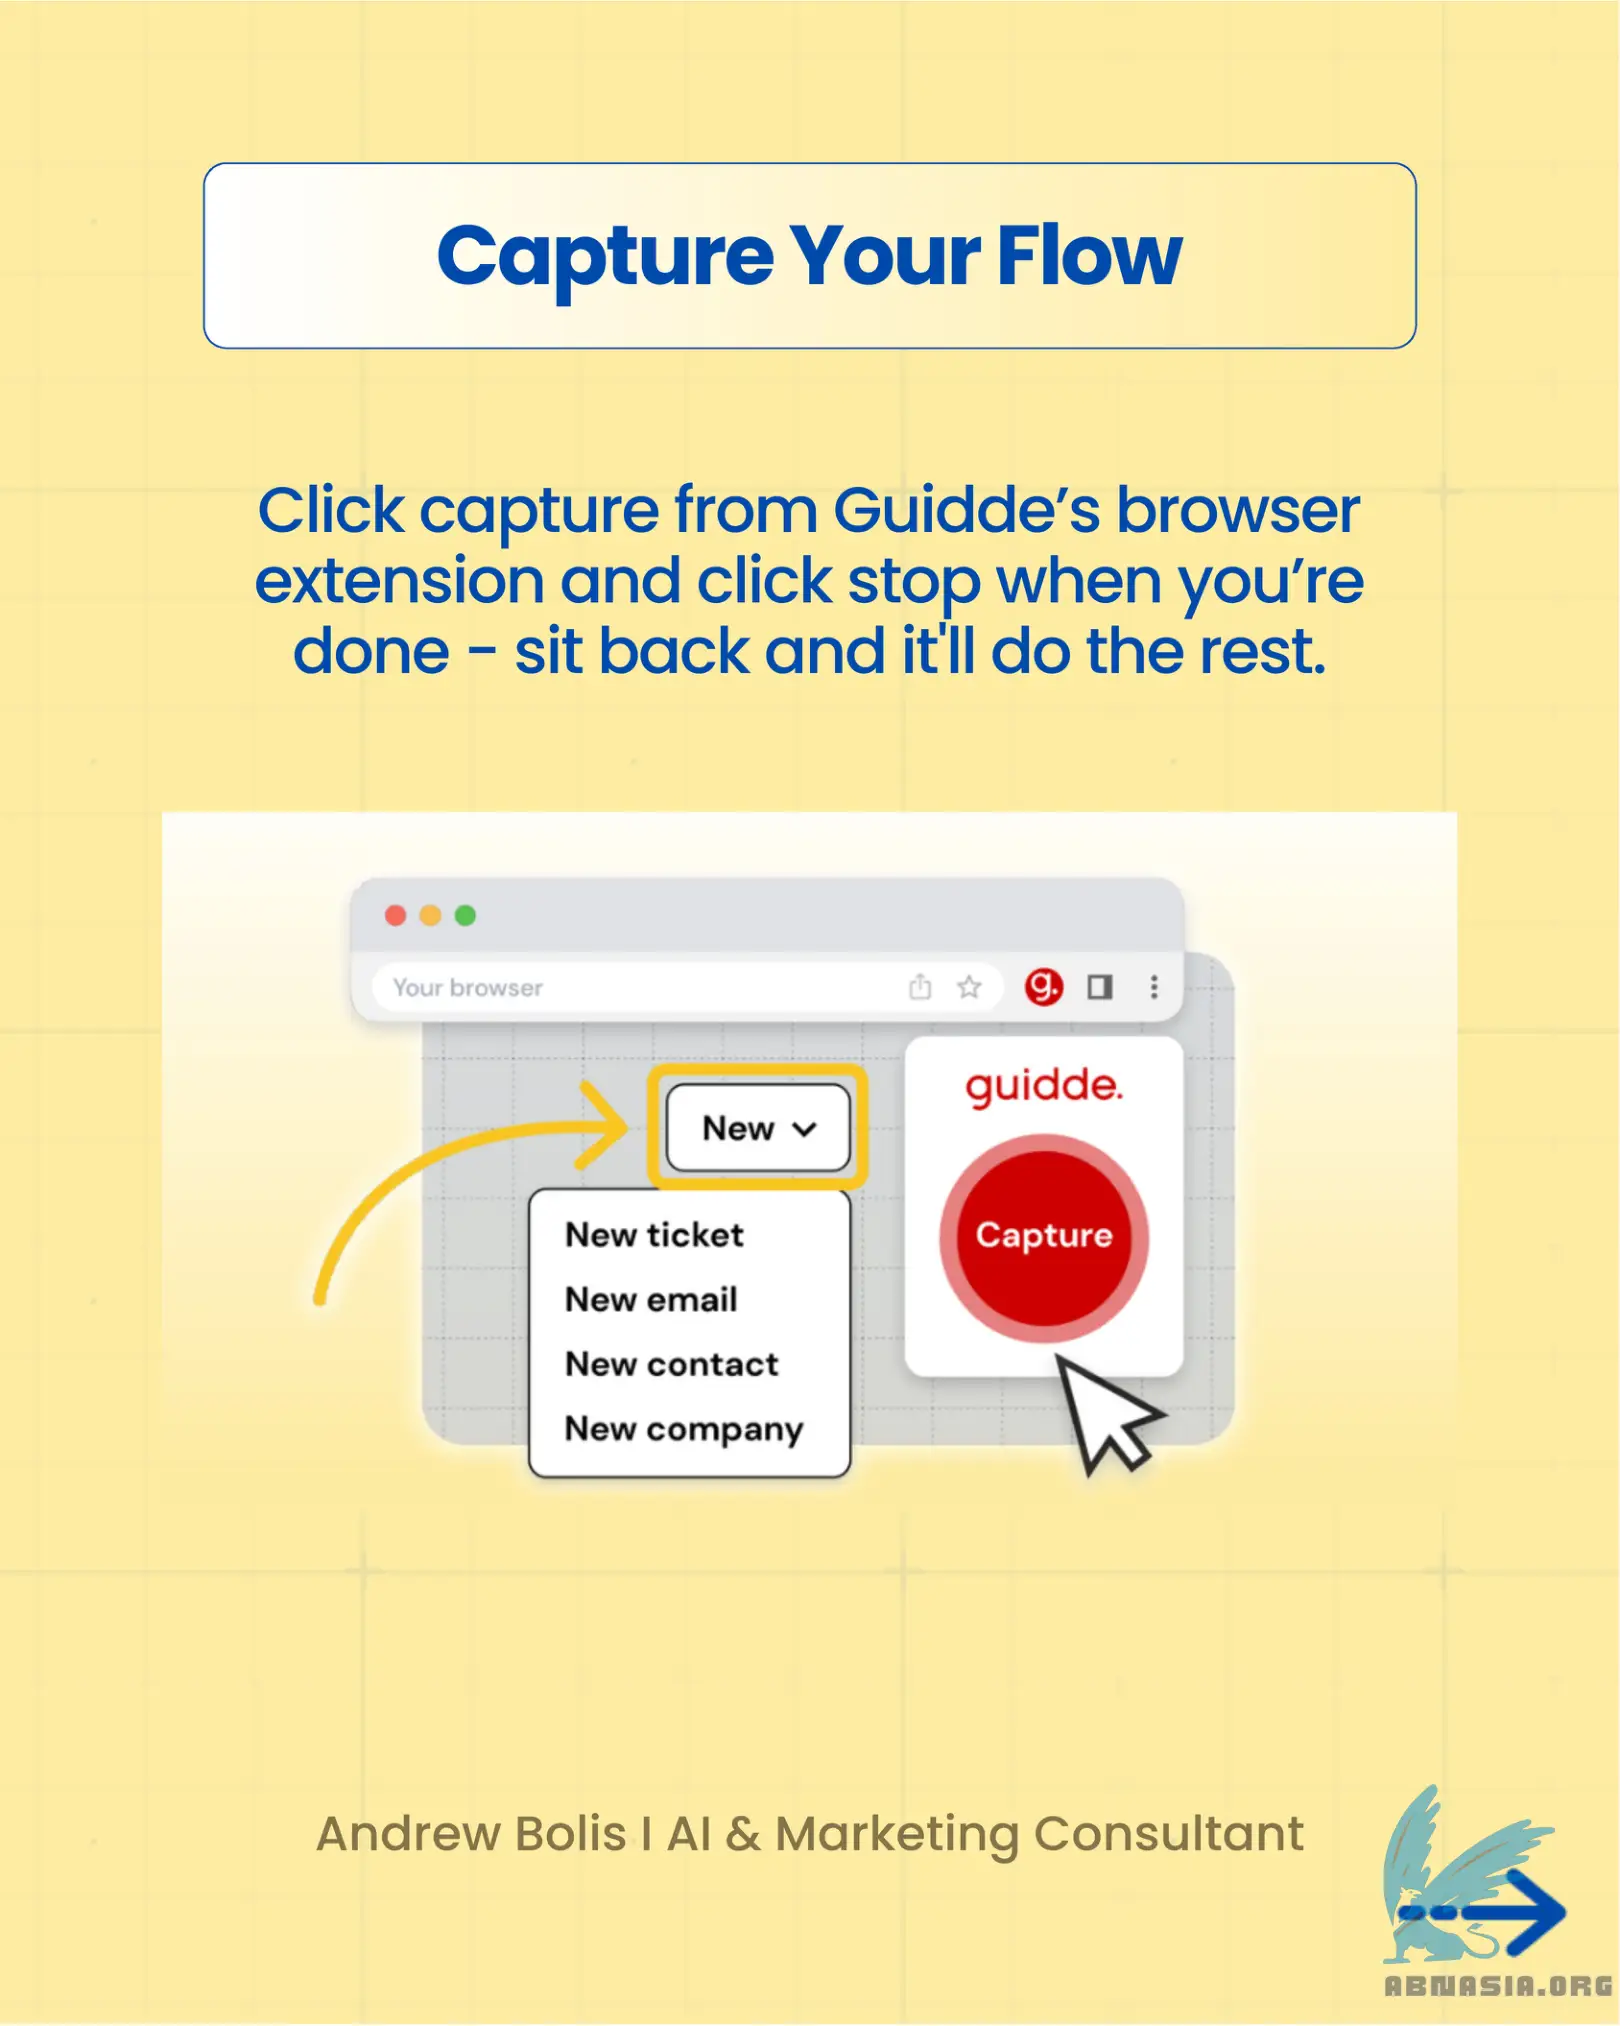 Capture Your Flow
Click capture from Guidde’s browser
extension and click stop when you’re
done - sit back and it'll do the rest.
Your browser
g.
guidde.
New
Capture
New ticket
New email
New contact
New company
Andrew Bolis I AI & Marketing Consultant
ABNASIA.ORG